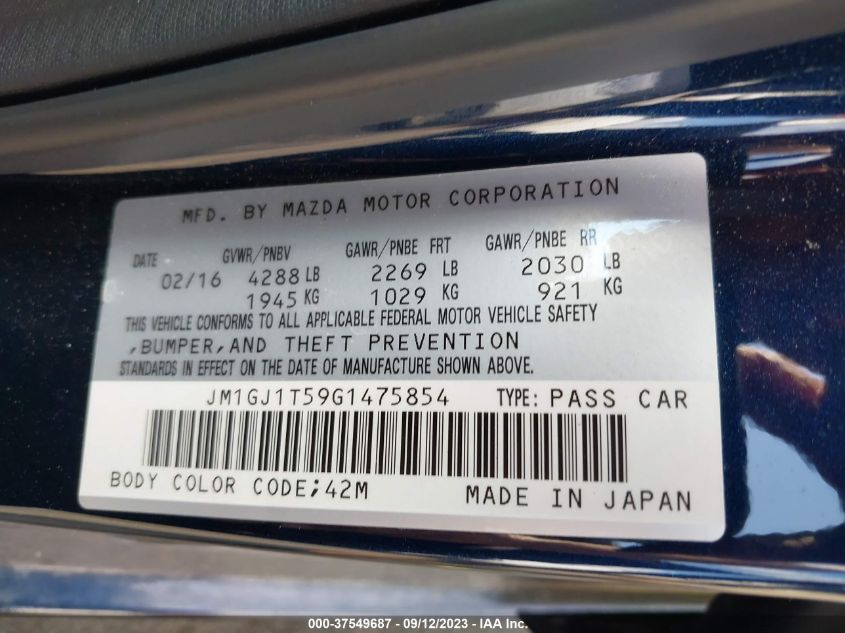 MFD. BY MAZDA MOTOR CORPORATION
DATE GVWR/PNBV GAWR/PNBE FRT GAWR/PNBE RR
02/16 4288 LB 2269 LB 2030 LB
1945 KG 1029 KG 921 KG
THIS VEHICLE CONFORMS TO ALL APPLICABLE FEDERAL MOTOR VEHICLE SAFETY
,BUMPER,AND THEFT PREVENTION
STANDARDS IN EFFECT ON THE DATE OF MANUFACTURE SHOWN ABOVE.
JM1GJ1T59G1475854 TYPE: PASS CAR
BODY COLOR CODE;42M MADE IN JAPAN
000-37549687 - 09/12/2023 - IAA Inc.